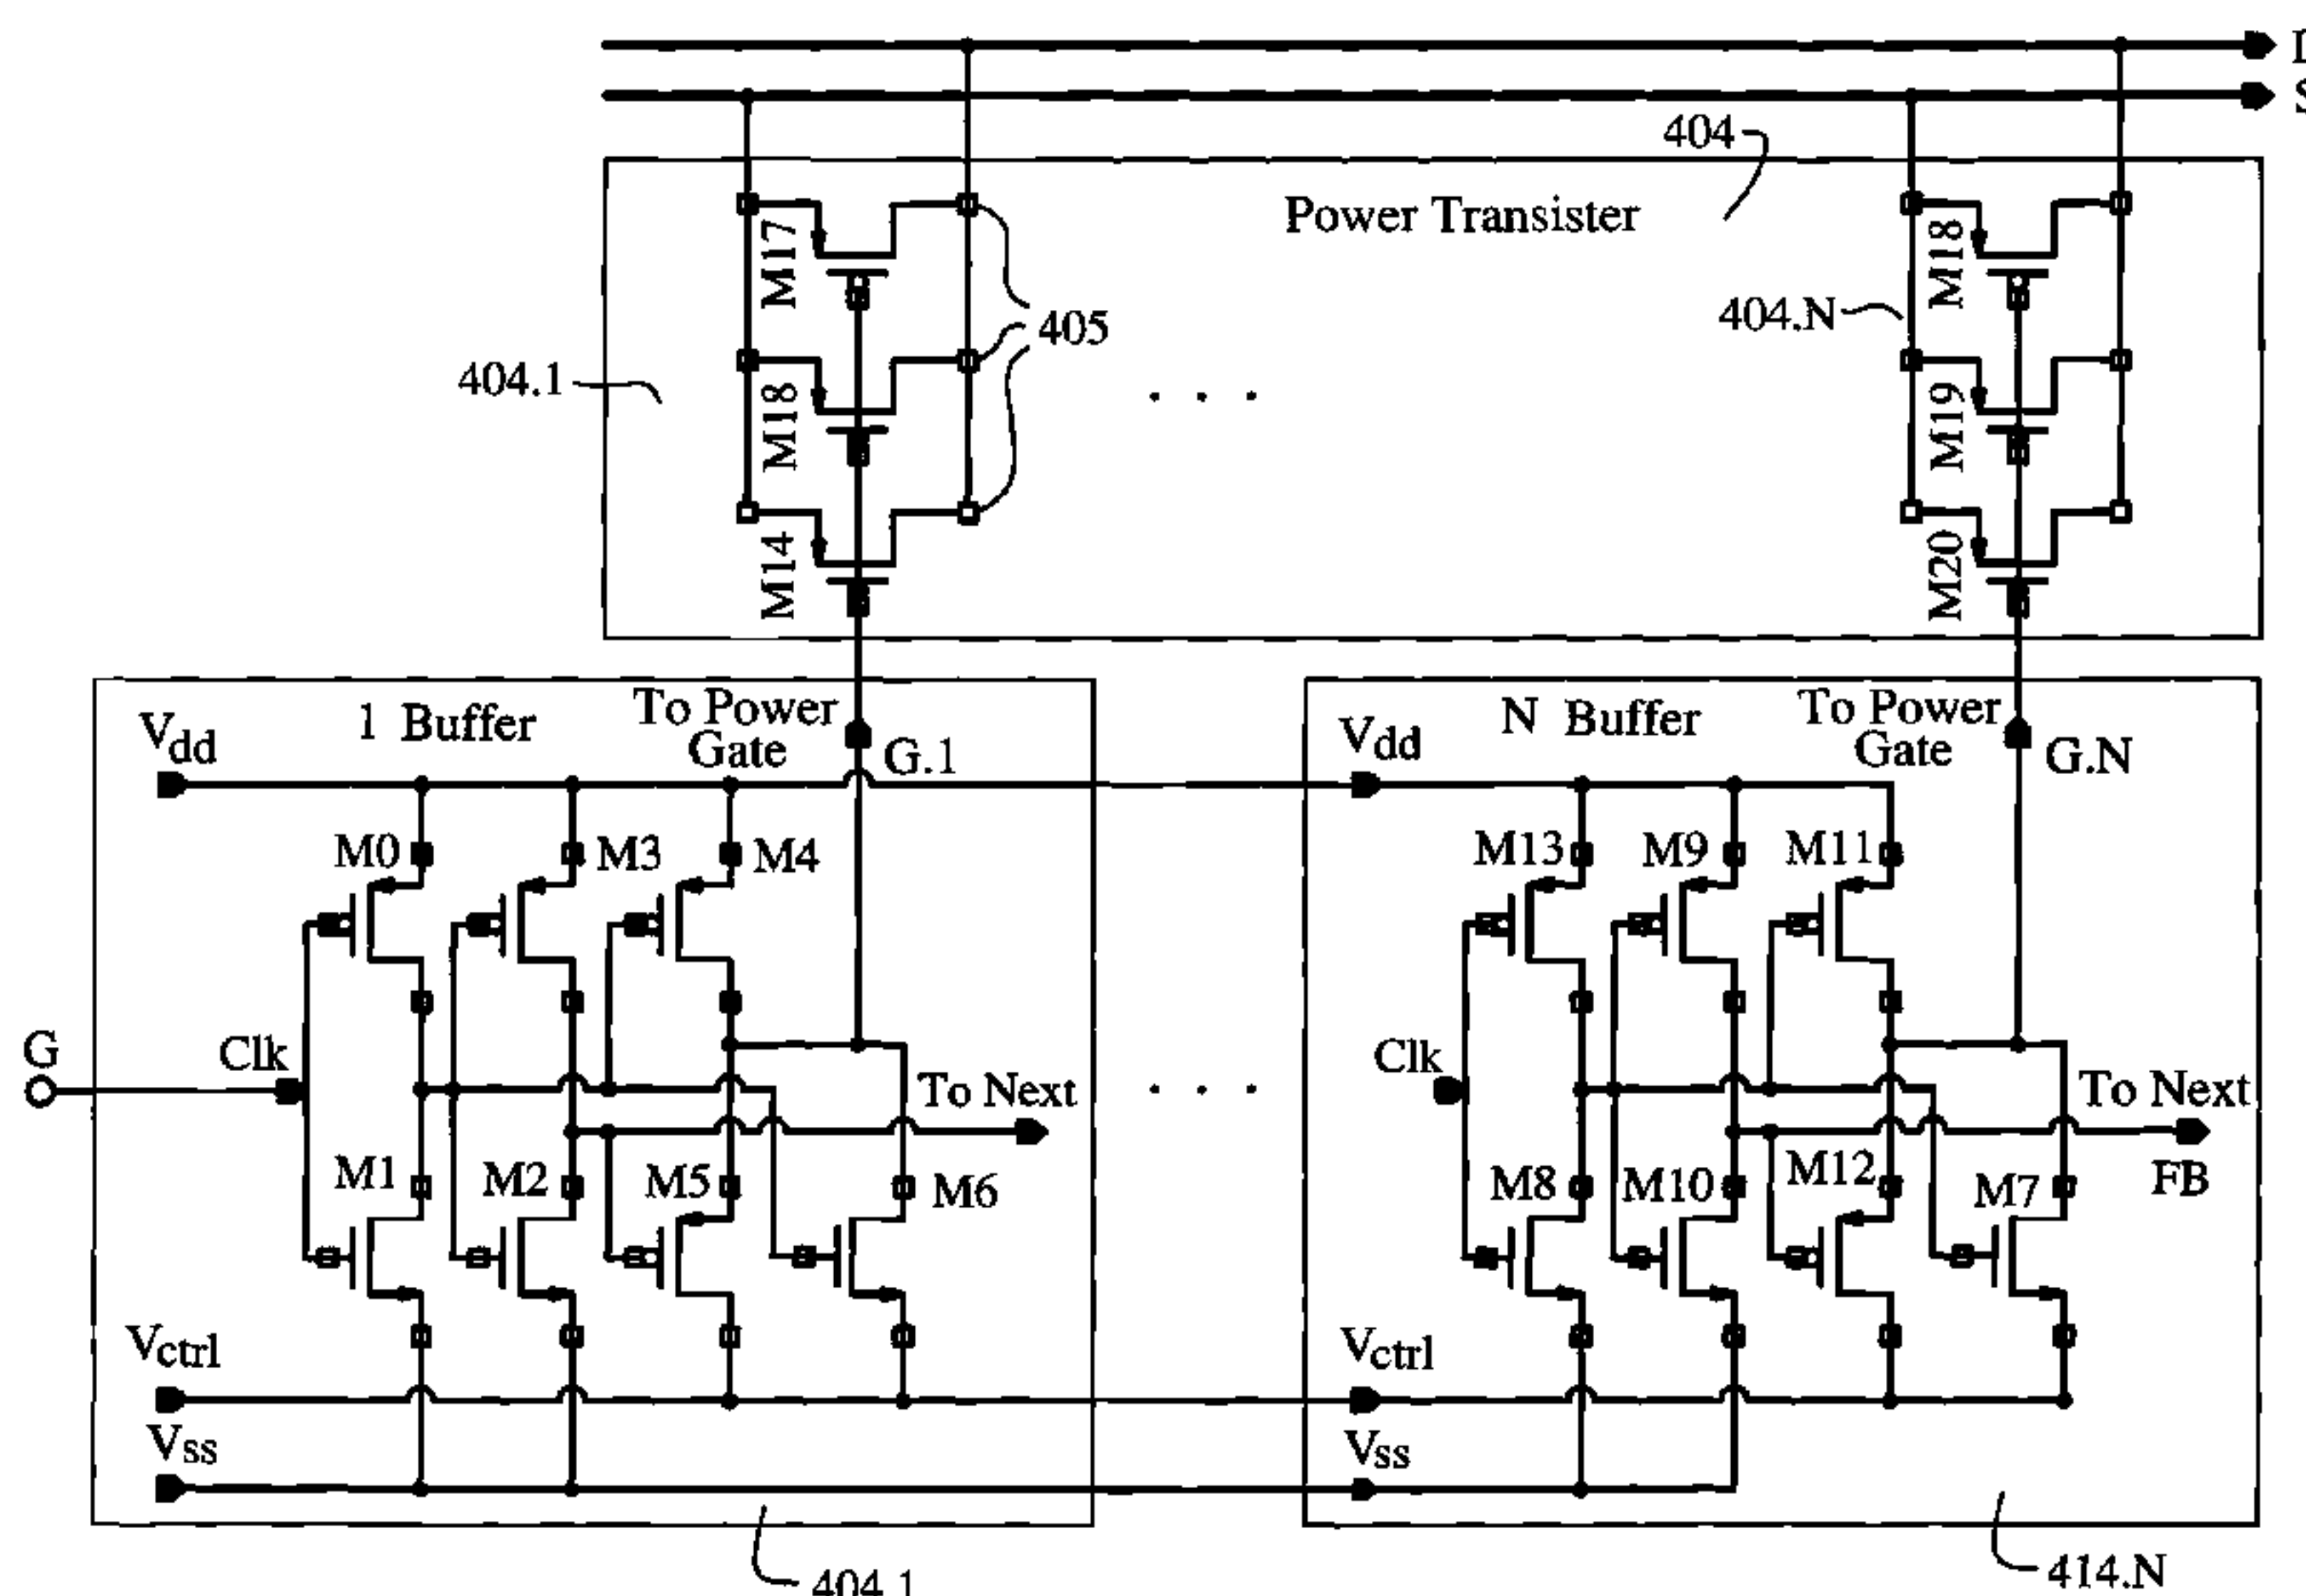 D
S
404
Power Transister
M17
M18
405
404.N
404.1
M18
M19
M14
M20
1 Buffer
To Power
Gate
G.1
Vdd
N Buffer
To Power
Gate
G.N
Vdd
M0
M3
M4
M13
M9
M11
G
Clk
To Next
Clk
To Next
FB
M1
M2
M5
M6
M8
M10
M12
M7
Vctrl
Vctrl
Vss
Vss
404.1
414.N